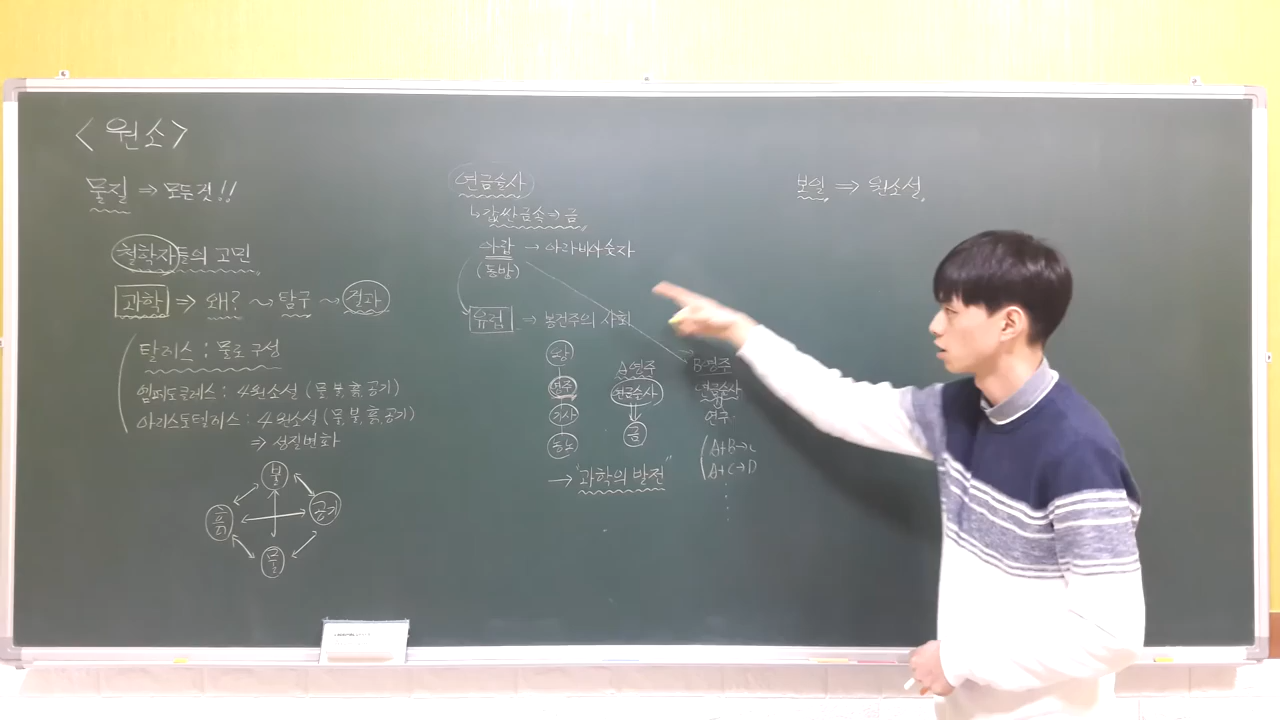 <원소>
물질 ⇒ 모든것!!
철학자들의 고민
과학 ⇒ 왜? ~> 탐구 ~> 결과
탈레스 : 물로 구성
엠페도클레스 : 4원소설 (물, 불, 흙, 공기)
아리스토텔레스 : 4원소설 (물, 불, 흙, 공기)
⇒ 성질변화
불
흙
공기
물
연금술사
↳ 값싼 금속 ⇒ 금
아랍 → 아라비아숫자
(동방)
유럽 ⇒ 봉건주의 사회
왕
영주
기사
농노
A영주
연금술사
금
B영주
연금술사
연구
A+B→C
A+C→D
→ "과학의 발전"
보일 ⇒ 원소설